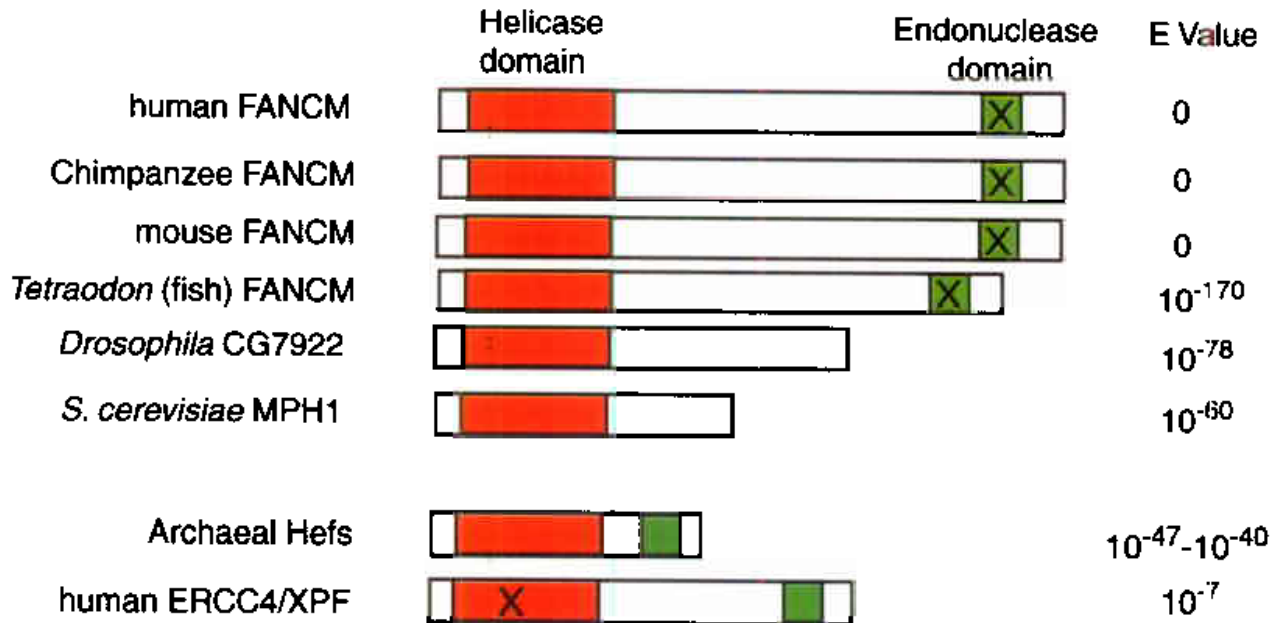 Helicase
domain
Endonuclease
domain
E Value
human FANCM
X
0
Chimpanzee FANCM
X
0
mouse FANCM
X
0
Tetraodon (fish) FANCM
X
10-170
Drosophila CG7922
10-78
S. cerevisiae MPH1
10-60
Archaeal Hefs
10-47-10-40
human ERCC4/XPF
X
10-7